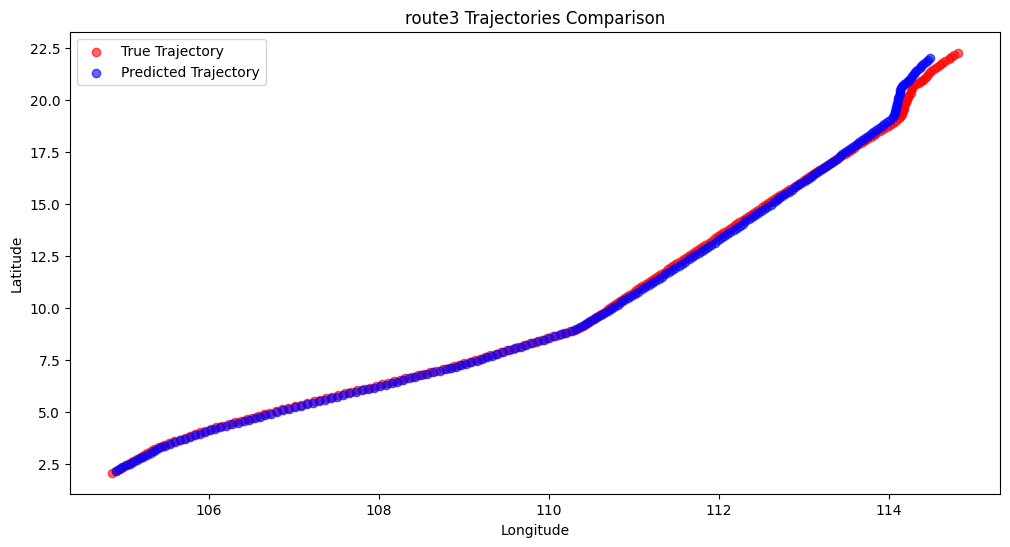 route3 Trajectories Comparison
True Trajectory
Predicted Trajectory
22.5
20.0
17.5
15.0
12.5
10.0
7.5
5.0
2.5
Latitude
106 108 110 112 114
Longitude